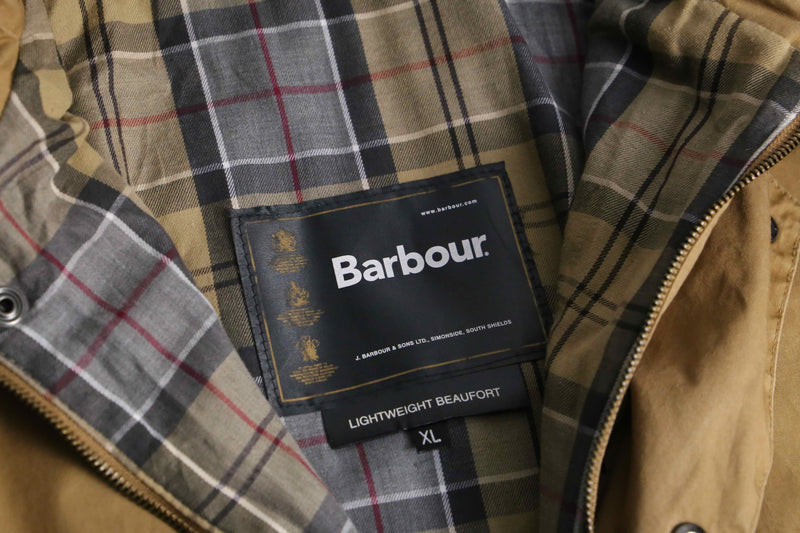 www.barbour.com
Barbour.
J. BARBOUR & SONS LTD., SIMONSIDE, SOUTH SHIELDS
LIGHTWEIGHT BEAUFORT
XL